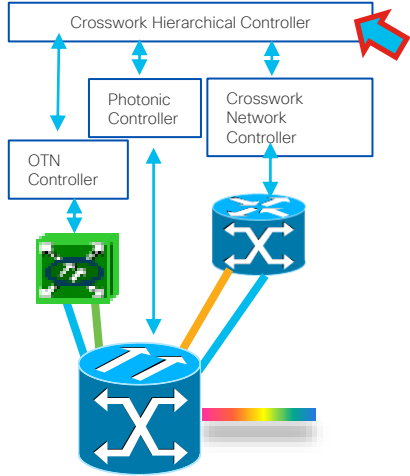 Crosswork Hierarchical Controller
Photonic
Controller
Crosswork
Network
Controller
OTN
Controller